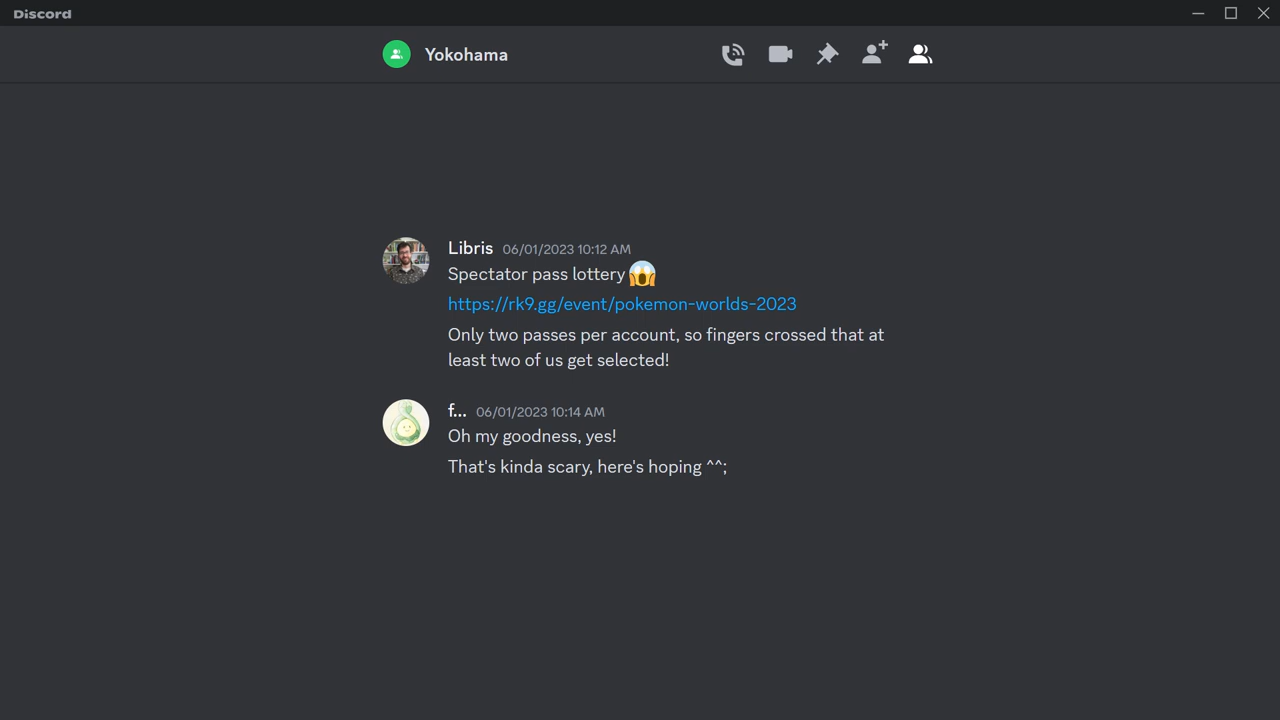 Discord
Yokohama
Libris 06/01/2023 10:12 AM
Spectator pass lottery 😱
https://rk9.gg/event/pokemon-worlds-2023
Only two passes per account, so fingers crossed that at
least two of us get selected!
f... 06/01/2023 10:14 AM
Oh my goodness, yes!
That's kinda scary, here's hoping ^^;